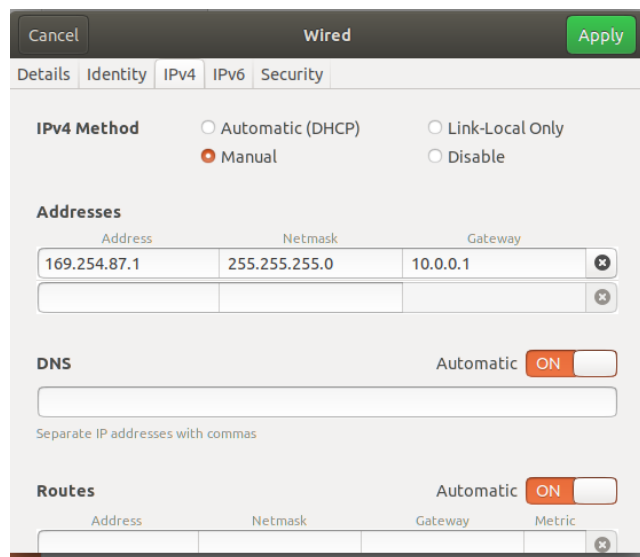 Cancel Wired Apply
Details Identity IPv4 IPv6 Security
IPv4 Method Automatic (DHCP) Link-Local Only
Manual Disable
Addresses
Address Netmask Gateway
169.254.87.1 255.255.255.0 10.0.0.1
DNS Automatic ON
Separate IP addresses with commas
Routes Automatic ON
Address Netmask Gateway Metric